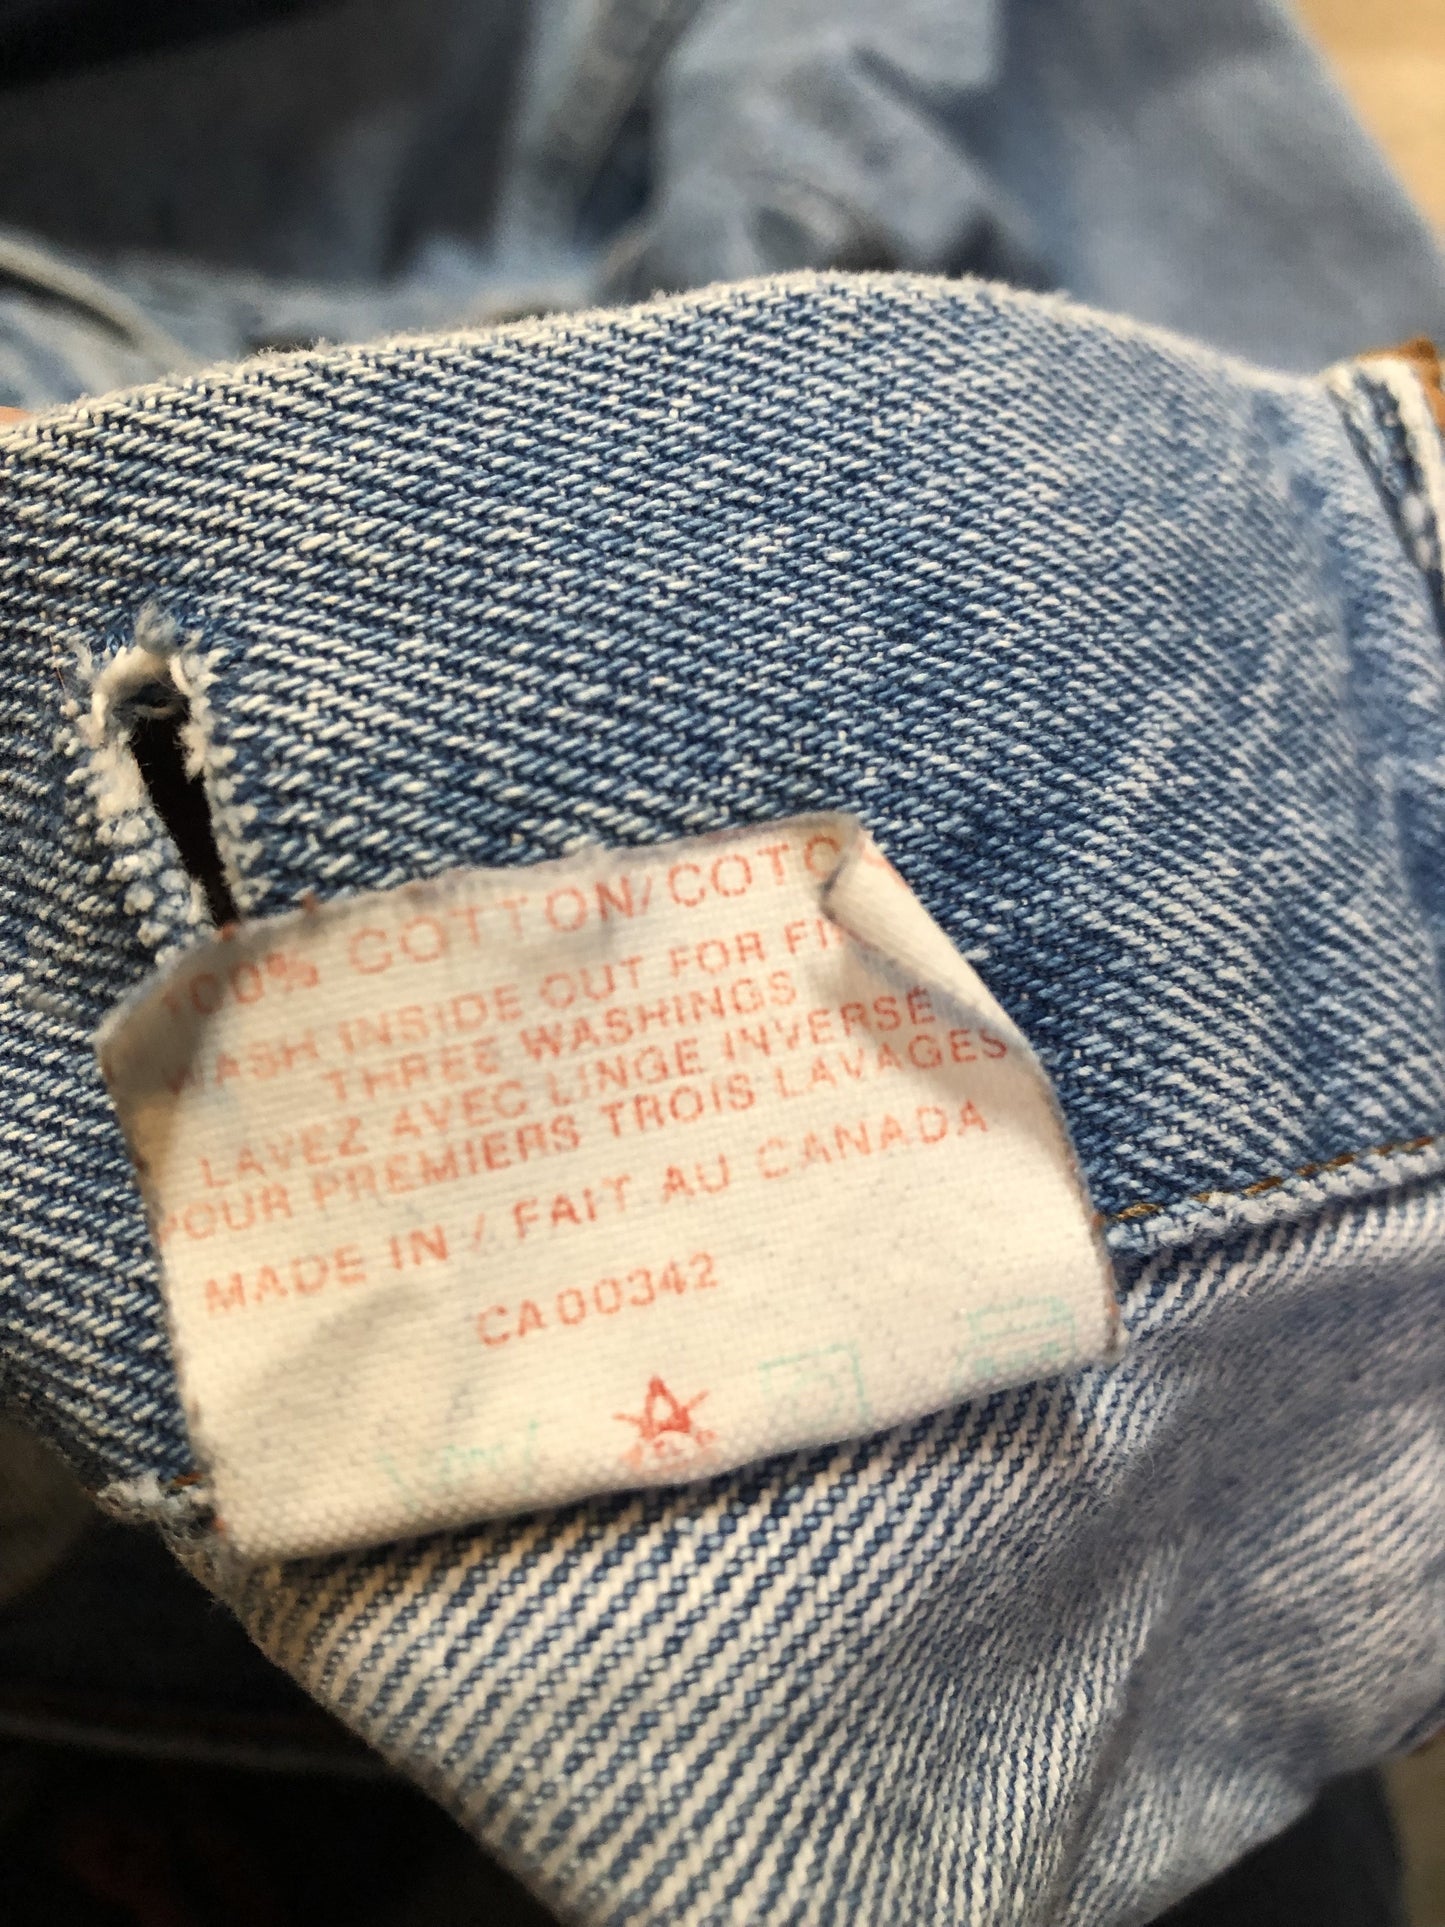 100% COTTON/COTO
WASH INSIDE OUT FOR
THREE WASHINGS
LAVEZ AVEC LINGE INVERSÉ
POUR PREMIERS TROIS LAVAGES
MADE IN / FAIT AU CANADA
CA00342